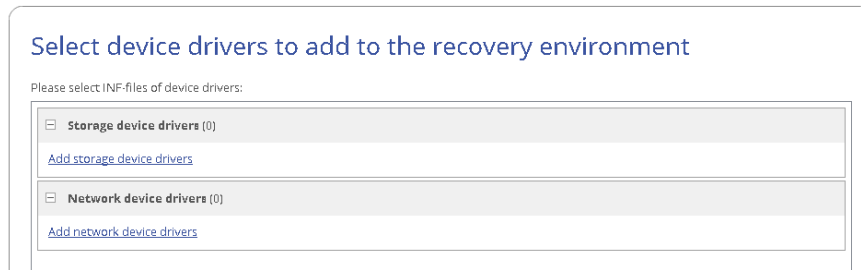 Select device drivers to add to the recovery environment
Please select INF-files of device drivers:
Storage device drivers (0)
Add storage device drivers
Network device drivers (0)
Add network device drivers